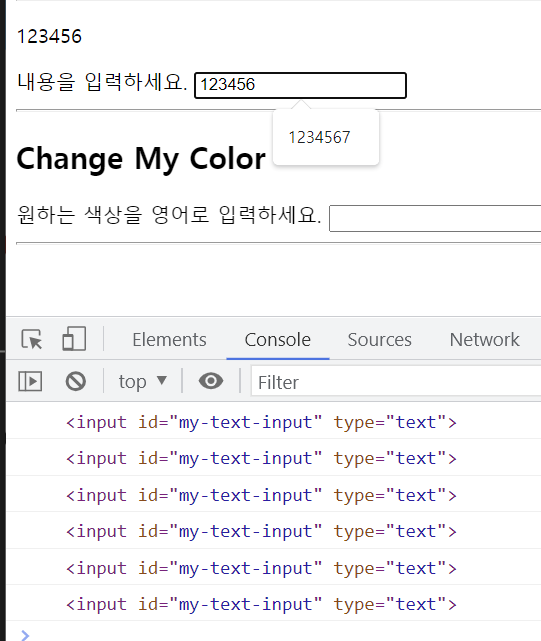 123456
내용을 입력하세요. 123456
1234567
Change My Color
원하는 색상을 영어로 입력하세요.
Elements Console Sources Network
top ▼ Filter
<input id="my-text-input" type="text">
<input id="my-text-input" type="text">
<input id="my-text-input" type="text">
<input id="my-text-input" type="text">
<input id="my-text-input" type="text">
<input id="my-text-input" type="text">
>